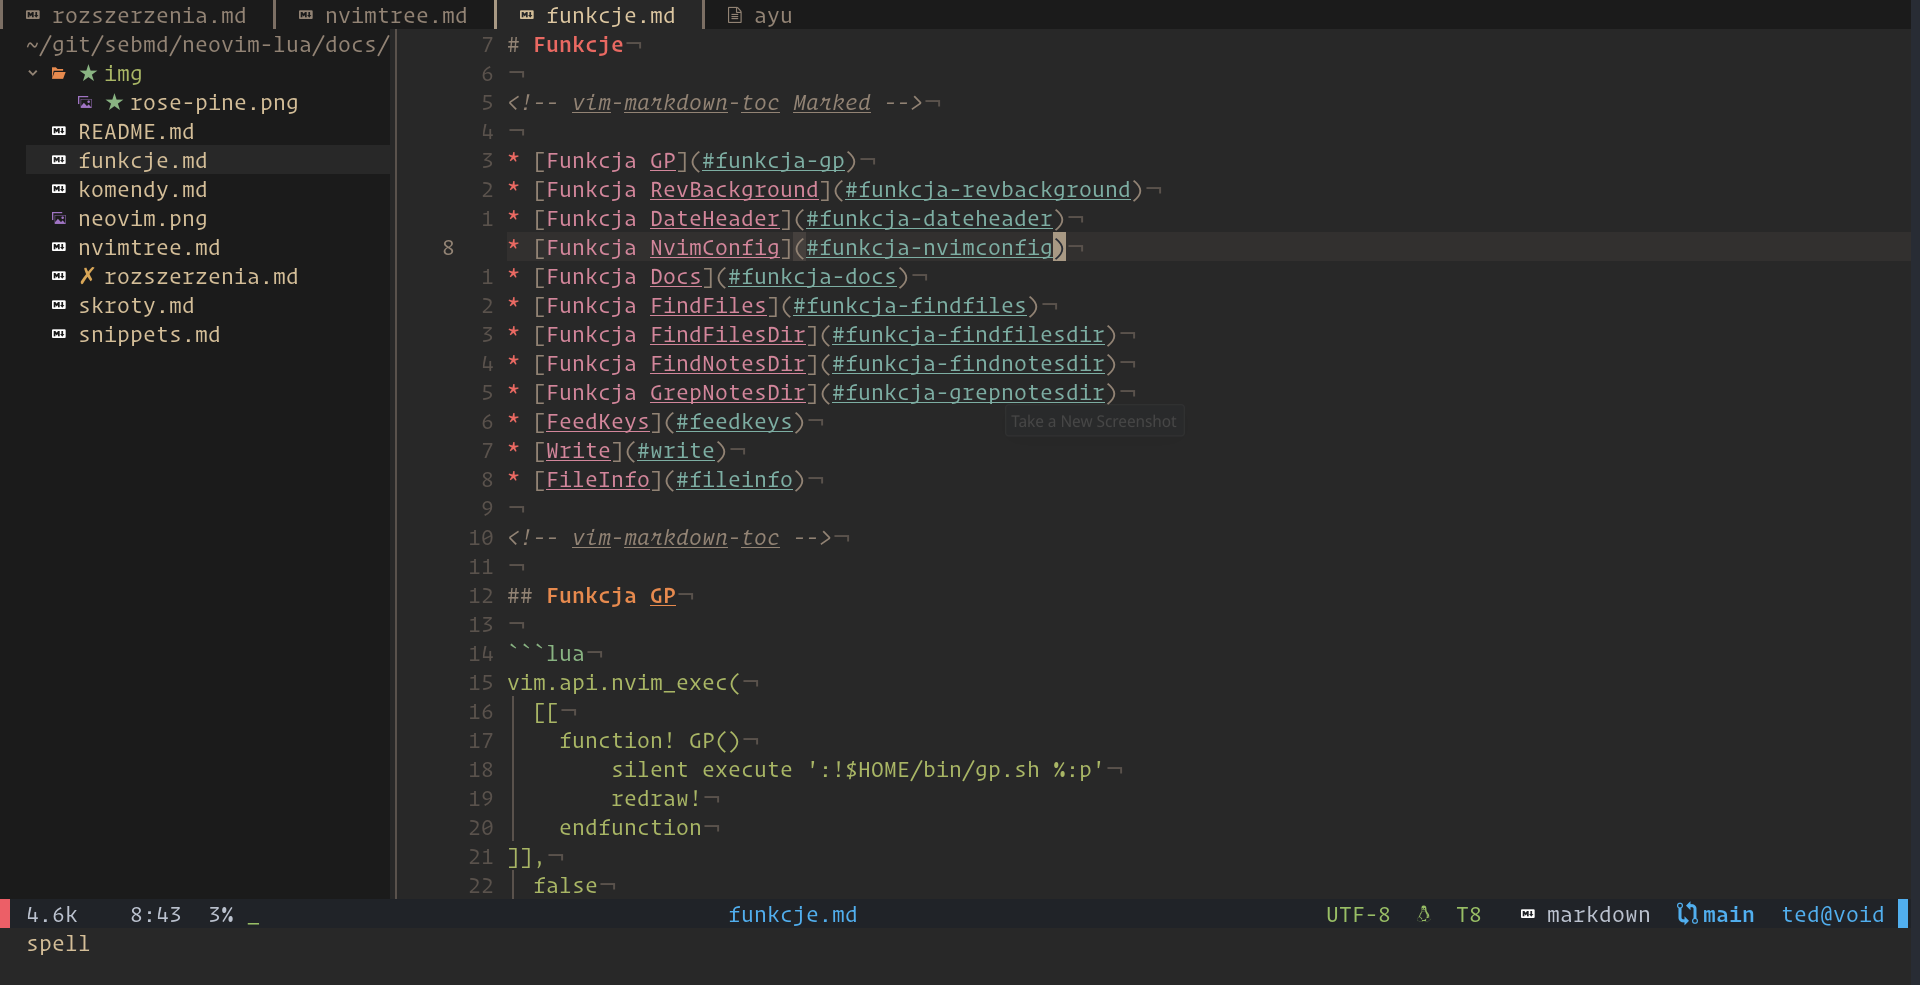 rozszerzenia.md nvimtree.md funkcje.md ayu
~/git/sebmd/neovim-lua/docs/
img
rose-pine.png
README.md
funkcje.md
komendy.md
neovim.png
nvimtree.md
rozszerzenia.md
skroty.md
snippets.md
7 # Funkcje¬
6 ¬
5 <!-- vim-markdown-toc Marked -->¬
4 ¬
3 * [Funkcja GP](#funkcja-gp)¬
2 * [Funkcja RevBackground](#funkcja-revbackground)¬
1 * [Funkcja DateHeader](#funkcja-dateheader)¬
8 * [Funkcja NvimConfig](#funkcja-nvimconfig)¬
1 * [Funkcja Docs](#funkcja-docs)¬
2 * [Funkcja FindFiles](#funkcja-findfiles)¬
3 * [Funkcja FindFilesDir](#funkcja-findfilesdir)¬
4 * [Funkcja FindNotesDir](#funkcja-findnotesdir)¬
5 * [Funkcja GrepNotesDir](#funkcja-grepnotesdir)¬
6 * [FeedKeys](#feedkeys)¬
Take a New Screenshot
7 * [Write](#write)¬
8 * [FileInfo](#fileinfo)¬
9 ¬
10 <!-- vim-markdown-toc -->¬
11 ¬
12 ## Funkcja GP¬
13 ¬
14 ```lua¬
15 vim.api.nvim_exec(¬
16 [[¬
17 function! GP()¬
18 silent execute ':!$HOME/bin/gp.sh %:p'¬
19 redraw!¬
20 endfunction¬
21 ]],¬
22 false¬
4.6k 8:43 3% _ funkcje.md UTF-8 T8 markdown main ted@void
spell